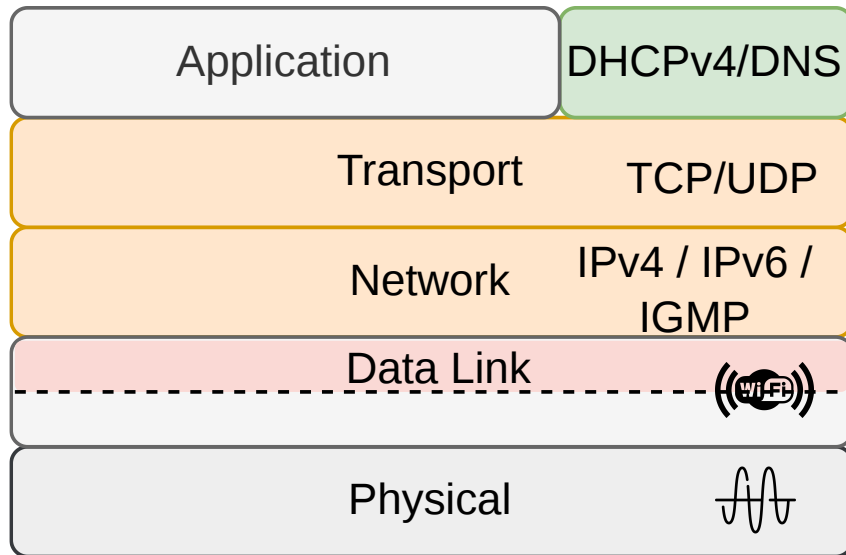 Application
DHCPv4/DNS
Transport
TCP/UDP
Network
IPv4 / IPv6 /
IGMP
Data Link
Wi Fi
Physical